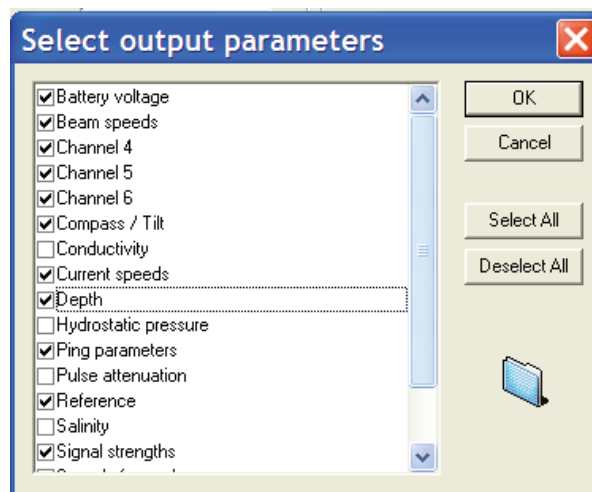 Select output parameters
Battery voltage
Beam speeds
Channel 4
Channel 5
Channel 6
Compass / Tilt
Conductivity
Current speeds
Depth
Hydrostatic pressure
Ping parameters
Pulse attenuation
Reference
Salinity
Signal strengths
OK
Cancel
Select All
Deselect All